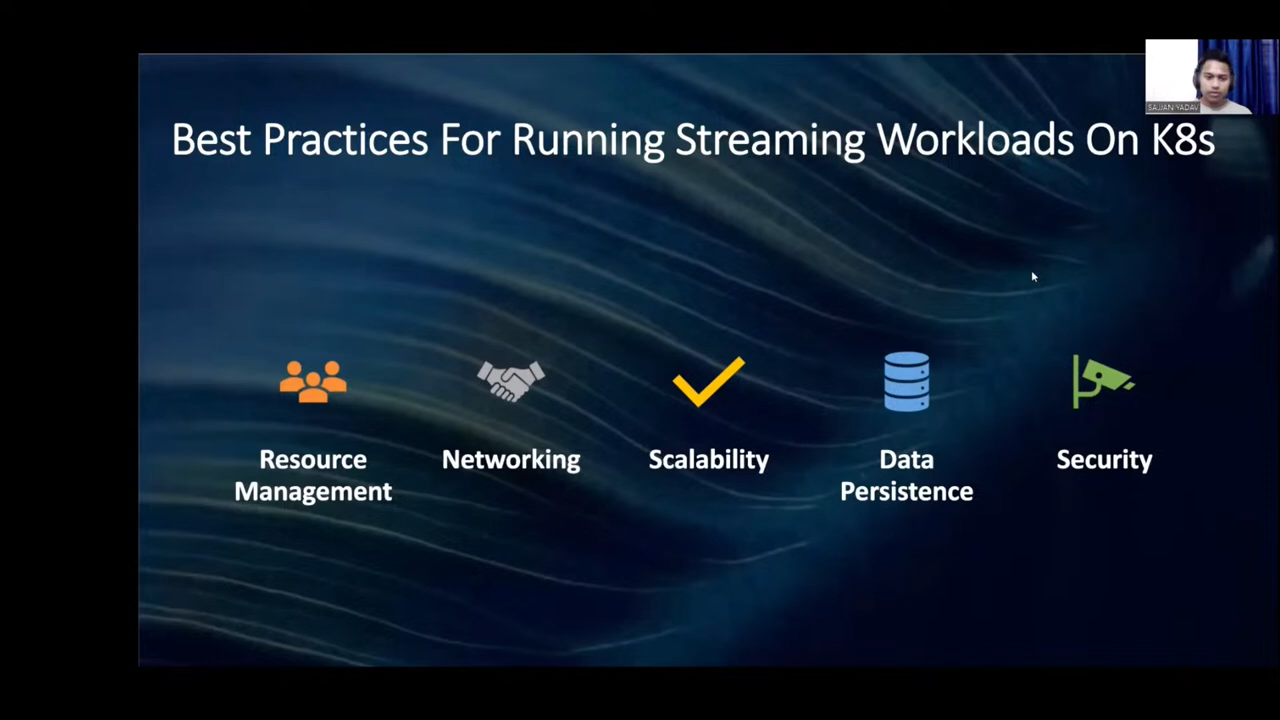 SAJJAN YADAV
Best Practices For Running Streaming Workloads On K8s
Resource
Management
Networking
Scalability
Data
Persistence
Security